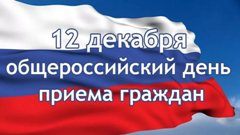 12 декабря
общероссийский день
приема граждан